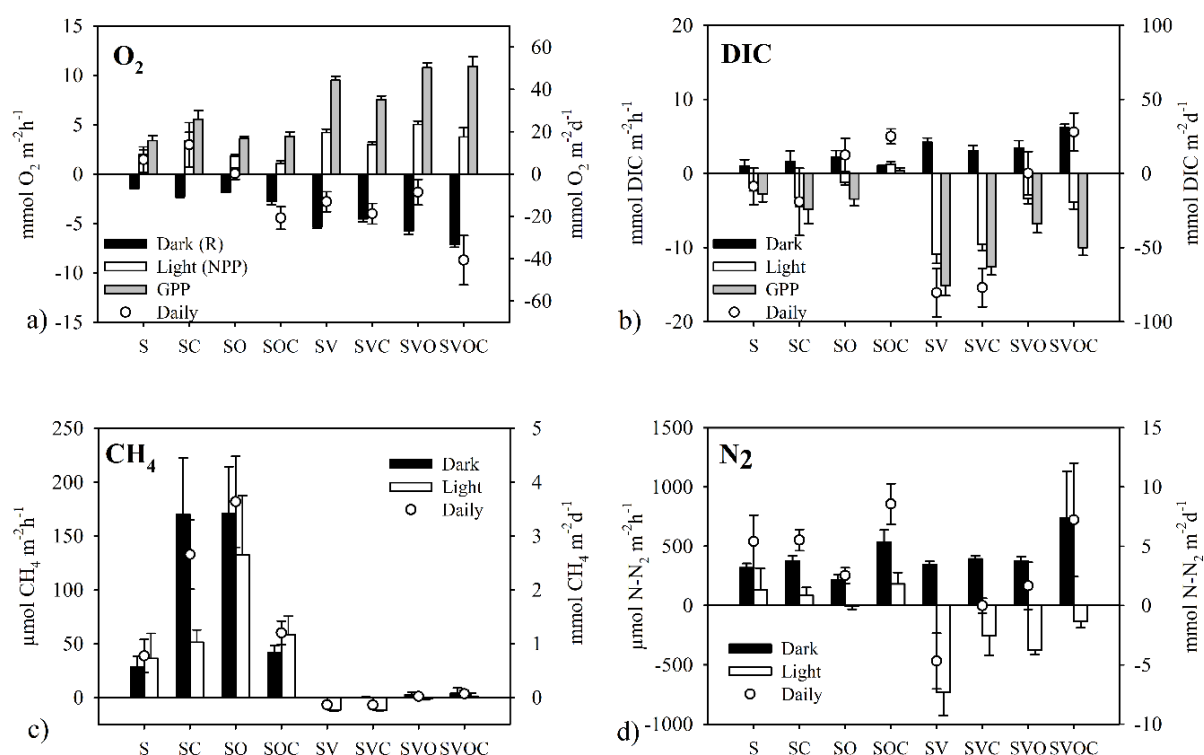 O2
mmol O2 m-2h-1
15
10
5
0
-5
-10
-15
mmol O2 m-2d-1
60
40
20
0
-20
-40
-60
Dark (R)
Light (NPP)
GPP
Daily
a)
S SC SO SOC SV SVC SVO SVOC
DIC
mmol DIC m-2h-1
20
10
0
-10
-20
mmol DIC m-2d-1
100
50
0
-50
-100
Dark
Light
GPP
Daily
b)
S SC SO SOC SV SVC SVO SVOC
CH4
µmol CH4 m-2h-1
250
200
150
100
50
0
mmol CH4 m-2d-1
5
4
3
2
1
0
Dark
Light
Daily
c)
S SC SO SOC SV SVC SVO SVOC
N2
µmol N-N2 m-2h-1
1500
1000
500
0
-500
-1000
mmol N-N2 m-2d-1
15
10
5
0
-5
-10
Dark
Light
Daily
d)
S SC SO SOC SV SVC SVO SVOC